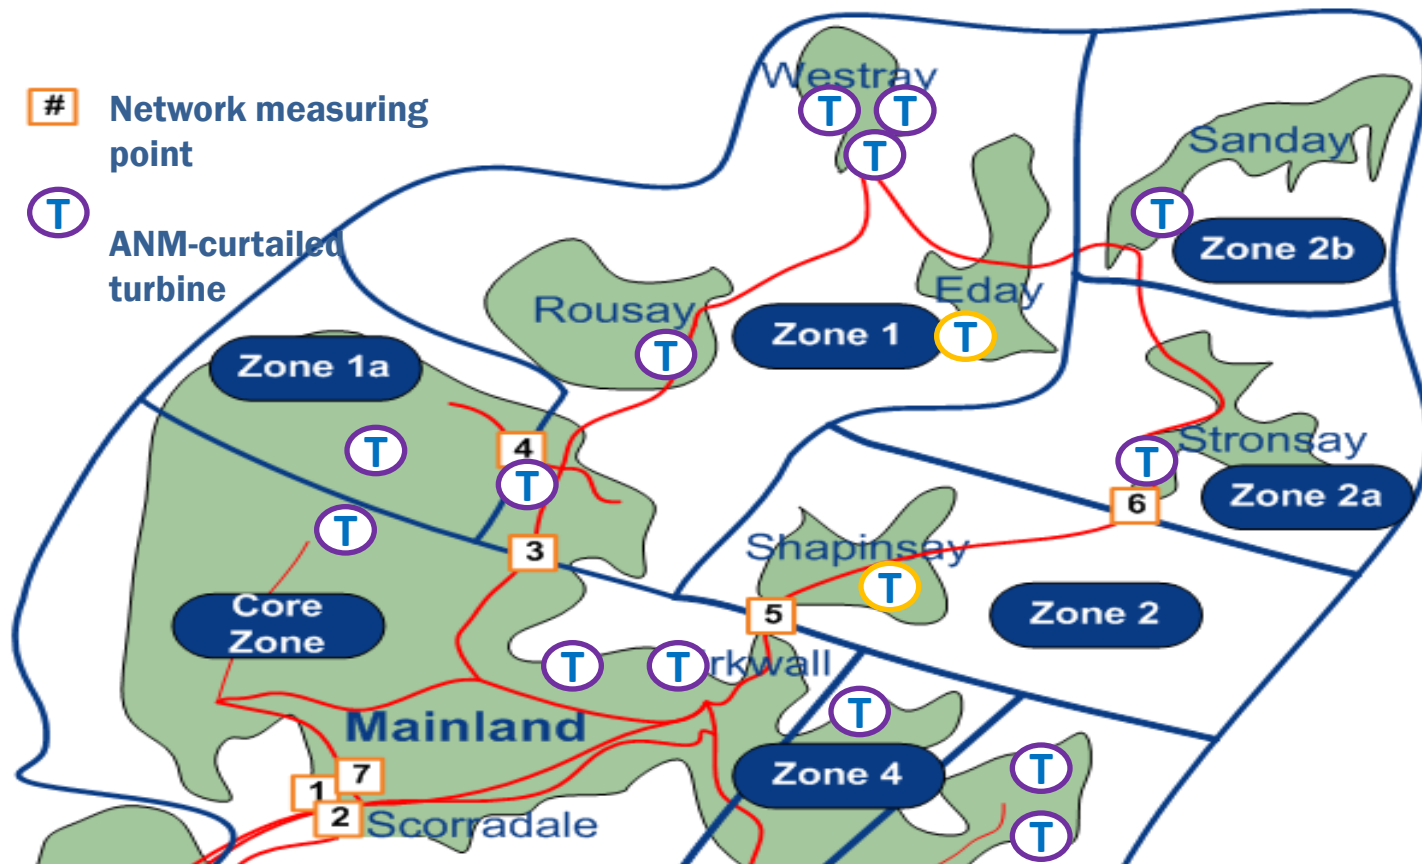 # Network measuring
point
T
ANM-curtailed
turbine
Westray
T T
T
Sanday
T
Zone 2b
Rousay
T
Eday
Zone 1 T
Zone 1a
T
4
T
Stronsay
T
Zone 2a
6
T
3
Shapinsay
T
Core
Zone
5
Zone 2
T T rkwall
Mainland
T
Zone 4
T
7
1
2 Scorradale
T